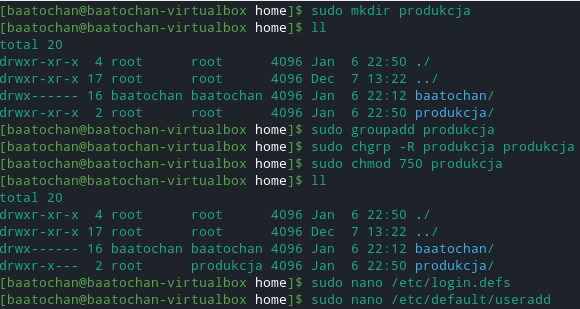 [baatochan@baatochan-virtualbox home]$ sudo mkdir produkcja
[baatochan@baatochan-virtualbox home]$ ll
total 20
drwxr-xr-x  4 root      root      4096 Jan  6 22:50 ./
drwxr-xr-x 17 root      root      4096 Dec  7 13:22 ../
drwx------ 16 baatochan baatochan 4096 Jan  6 22:12 baatochan/
drwxr-xr-x  2 root      root      4096 Jan  6 22:50 produkcja/
[baatochan@baatochan-virtualbox home]$ sudo groupadd produkcja
[baatochan@baatochan-virtualbox home]$ sudo chgrp -R produkcja produkcja
[baatochan@baatochan-virtualbox home]$ sudo chmod 750 produkcja
[baatochan@baatochan-virtualbox home]$ ll
total 20
drwxr-xr-x  4 root      root      4096 Jan  6 22:50 ./
drwxr-xr-x 17 root      root      4096 Dec  7 13:22 ../
drwx------ 16 baatochan baatochan 4096 Jan  6 22:12 baatochan/
drwxr-x---  2 root      produkcja 4096 Jan  6 22:50 produkcja/
[baatochan@baatochan-virtualbox home]$ sudo nano /etc/login.defs
[baatochan@baatochan-virtualbox home]$ sudo nano /etc/default/useradd